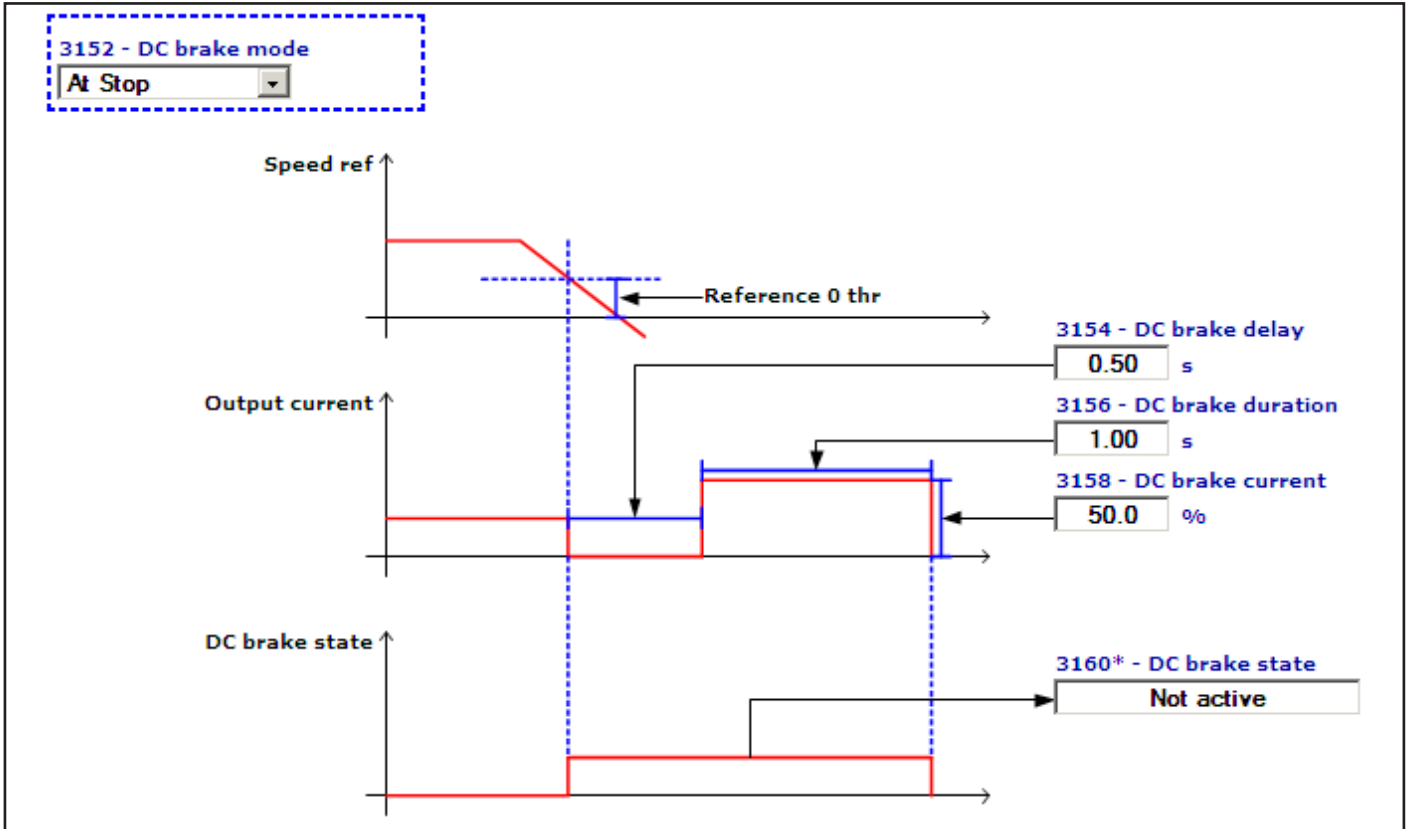 3152 - DC brake mode
At Stop
Speed ref
Reference 0 thr
3154 - DC brake delay
0.50 s
Output current
3156 - DC brake duration
1.00 s
3158 - DC brake current
50.0 %
DC brake state
3160* - DC brake state
Not active